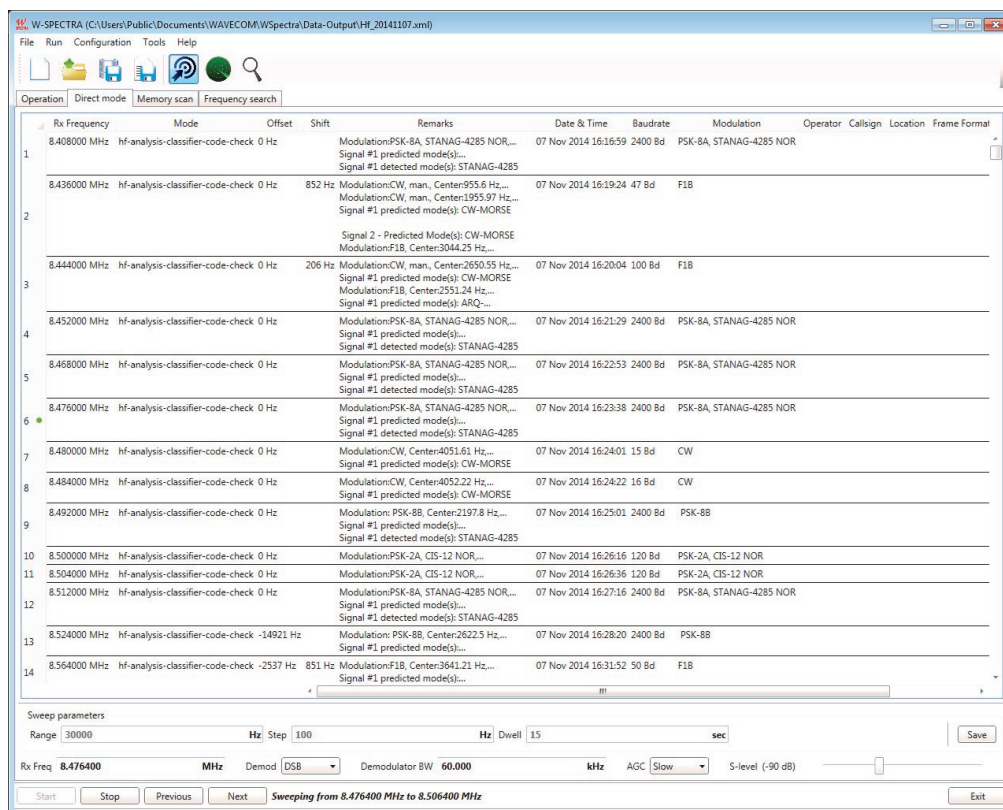 W-SPECTRA (C:\Users\Public\Documents\WAVECOM\WSpectra\Data-Output\Hf_20141107.xml)
File Run Configuration Tools Help
Operation Direct mode Memory scan Frequency search
Rx Frequency Mode Offset Shift Remarks Date & Time Baudrate Modulation Operator Callsign Location Frame Format
1 8.408000 MHz hf-analysis-classifier-code-check 0 Hz Modulation:PSK-8A, STANAG-4285 NOR,... 07 Nov 2014 16:16:59 2400 Bd PSK-8A, STANAG-4285 NOR
Signal #1 predicted mode(s):...
Signal #1 detected mode(s): STANAG-4285
2 8.436000 MHz hf-analysis-classifier-code-check 0 Hz 852 Hz Modulation:CW, man., Center:955.6 Hz,... 07 Nov 2014 16:19:24 47 Bd F1B
Modulation:CW, man., Center:1955.97 Hz,...
Signal #1 predicted mode(s): CW-MORSE
Signal 2 - Predicted Mode(s): CW-MORSE
Modulation:F1B, Center:3044.25 Hz,...
3 8.444000 MHz hf-analysis-classifier-code-check 0 Hz 206 Hz Modulation:CW, man., Center:2650.55 Hz,... 07 Nov 2014 16:20:04 100 Bd F1B
Signal #1 predicted mode(s): CW-MORSE
Modulation:F1B, Center:2551.24 Hz,...
Signal #1 predicted mode(s): ARQ-...
4 8.452000 MHz hf-analysis-classifier-code-check 0 Hz Modulation:PSK-8A, STANAG-4285 NOR,... 07 Nov 2014 16:21:29 2400 Bd PSK-8A, STANAG-4285 NOR
Signal #1 predicted mode(s):...
Signal #1 detected mode(s): STANAG-4285
5 8.468000 MHz hf-analysis-classifier-code-check 0 Hz Modulation:PSK-8A, STANAG-4285 NOR,... 07 Nov 2014 16:22:53 2400 Bd PSK-8A, STANAG-4285 NOR
Signal #1 predicted mode(s):...
Signal #1 detected mode(s): STANAG-4285
6 8.476000 MHz hf-analysis-classifier-code-check 0 Hz Modulation:PSK-8A, STANAG-4285 NOR,... 07 Nov 2014 16:23:38 2400 Bd PSK-8A, STANAG-4285 NOR
Signal #1 predicted mode(s):...
Signal #1 detected mode(s): STANAG-4285
7 8.480000 MHz hf-analysis-classifier-code-check 0 Hz Modulation:CW, Center:4051.61 Hz,... 07 Nov 2014 16:24:01 15 Bd CW
Signal #1 predicted mode(s): CW-MORSE
8 8.484000 MHz hf-analysis-classifier-code-check 0 Hz Modulation:CW, Center:4052.22 Hz,... 07 Nov 2014 16:24:22 16 Bd CW
Signal #1 predicted mode(s): CW-MORSE
9 8.492000 MHz hf-analysis-classifier-code-check 0 Hz Modulation: PSK-8B, Center:2197.8 Hz,... 07 Nov 2014 16:25:01 2400 Bd PSK-8B
Signal #1 predicted mode(s):...
Signal #1 detected mode(s): STANAG-4285
10 8.500000 MHz hf-analysis-classifier-code-check 0 Hz Modulation:PSK-2A, CIS-12 NOR,... 07 Nov 2014 16:26:16 120 Bd PSK-2A, CIS-12 NOR
11 8.504000 MHz hf-analysis-classifier-code-check 0 Hz Modulation:PSK-2A, CIS-12 NOR,... 07 Nov 2014 16:26:36 120 Bd PSK-2A, CIS-12 NOR
12 8.512000 MHz hf-analysis-classifier-code-check 0 Hz Modulation:PSK-8A, STANAG-4285 NOR,... 07 Nov 2014 16:27:16 2400 Bd PSK-8A, STANAG-4285 NOR
Signal #1 predicted mode(s):...
Signal #1 detected mode(s): STANAG-4285
13 8.524000 MHz hf-analysis-classifier-code-check -14921 Hz Modulation: PSK-8B, Center:2622.5 Hz,... 07 Nov 2014 16:28:20 2400 Bd PSK-8B
Signal #1 predicted mode(s):...
14 8.564000 MHz hf-analysis-classifier-code-check -2537 Hz 851 Hz Modulation:F1B, Center:3641.21 Hz,... 07 Nov 2014 16:31:52 50 Bd F1B
Signal #1 predicted mode(s):...
Sweep parameters
Range 30000 Hz Step 100 Hz Dwell 15 sec Save
Rx Freq 8.476400 MHz Demod DSB Demodulator BW 60.000 kHz AGC Slow S-level (-90 dB)
Start Stop Previous Next Sweeping from 8.476400 MHz to 8.506400 MHz Exit